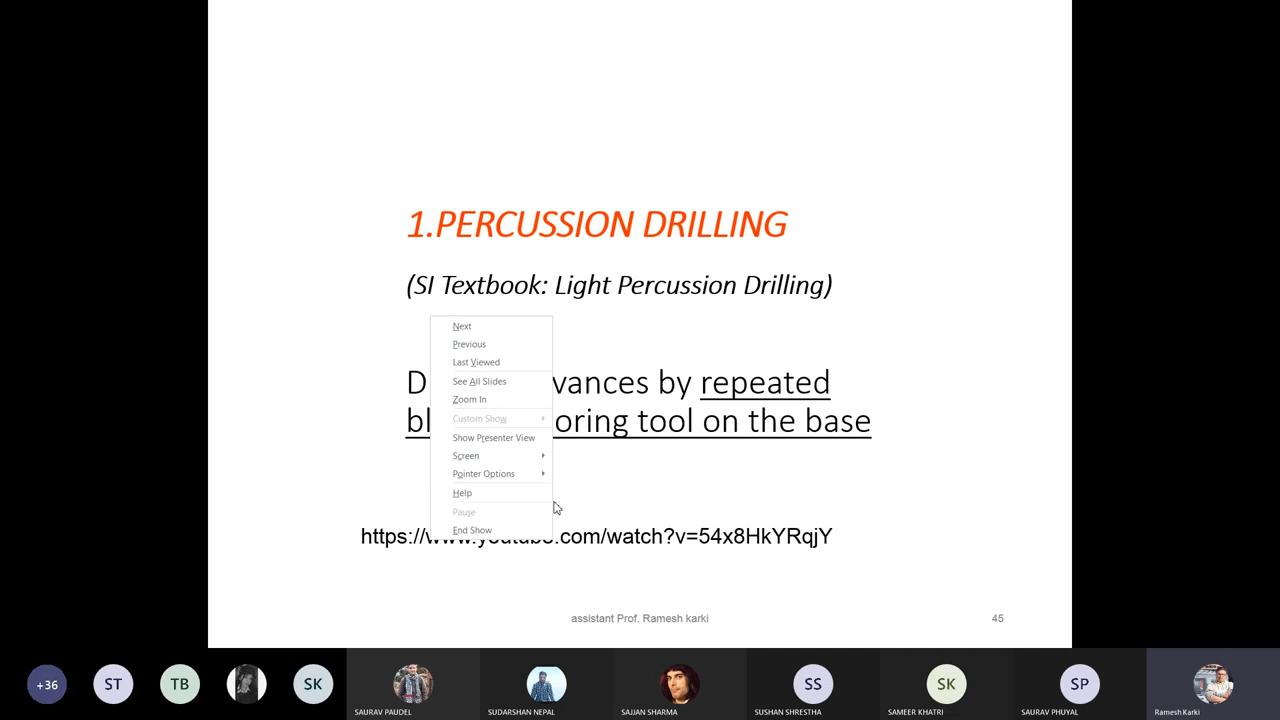 1.PERCUSSION DRILLING
(SI Textbook: Light Percussion Drilling)
Next
Previous
Last Viewed
See All Slides
Zoom In
Custom Show
Show Presenter View
Screen
Pointer Options
Help
Pause
End Show
by repeated
tool on the base
https://www.youtube.com/watch?v=54x8HkYRqjY
assistant Prof. Ramesh karki
45
+36
ST
TB
SK
SS
SK
SP
SAURAV PAUDEL
SUDARSHAN NEPAL
SAJJAN SHARMA
SUSHAN SHRESTHA
SAMEER KHATRI
SAURAV PHUYAL
Ramesh Karki